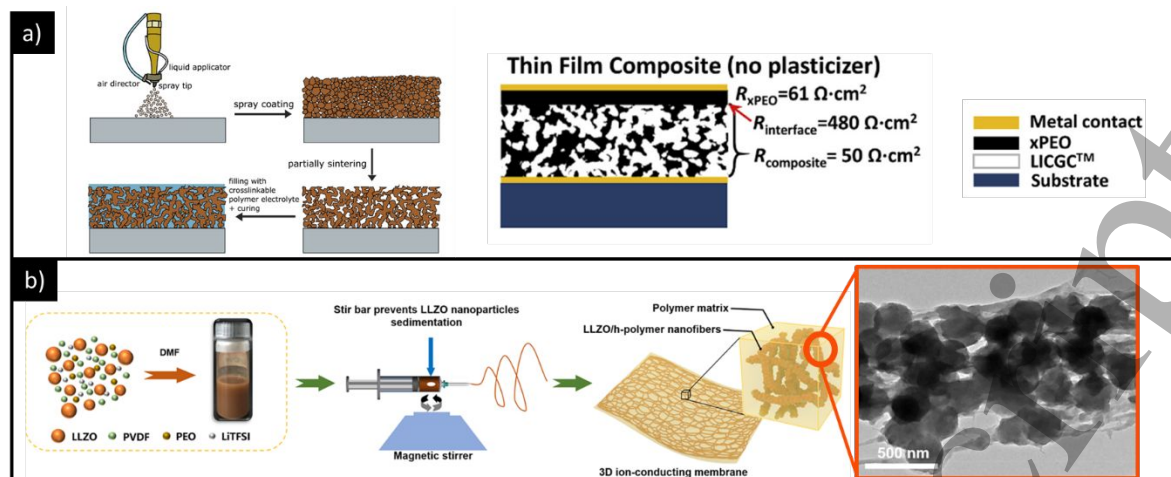 a)
air director
liquid applicator
spray tip
spray coating
partially sintering
filling with
crosslinkable
polymer electrolyte
+ curing
Thin Film Composite (no plasticizer)
RxPEO=61 Ω·cm²
Rinterface=480 Ω·cm²
Rcomposite= 50 Ω·cm²
Metal contact
xPEO
LICGC™
Substrate
b)
DMF
LLZO
PVDF
PEO
LiTFSI
Stir bar prevents LLZO nanoparticles
sedimentation
Magnetic stirrer
Polymer matrix
LLZO/h-polymer nanofibers
3D ion-conducting membrane
500 nm